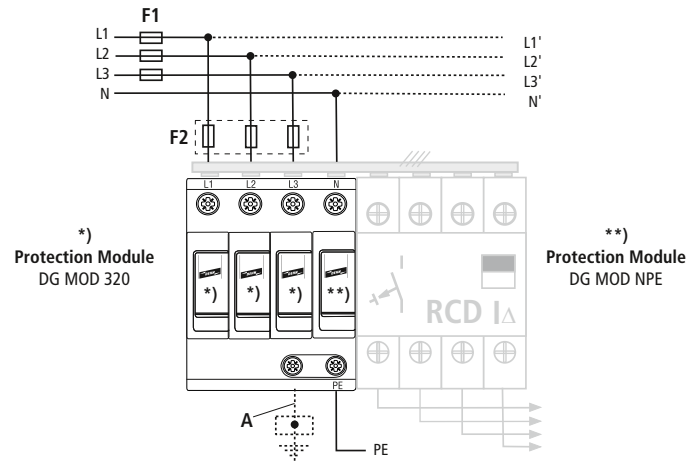 F1
L1
L2
L3
N
L1'
L2'
L3'
N'
F2
L1 L2 L3 N
*)
Protection Module
DG MOD 320
*) *) *) **)
**)
Protection Module
DG MOD NPE
RCD I∆
PE
A
PE